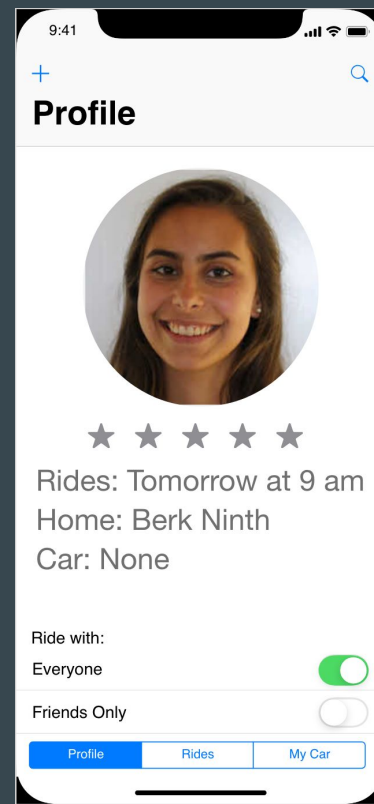 9:41
Profile
Rides: Tomorrow at 9 am
Home: Berk Ninth
Car: None
Ride with:
Everyone
Friends Only
Profile Rides My Car